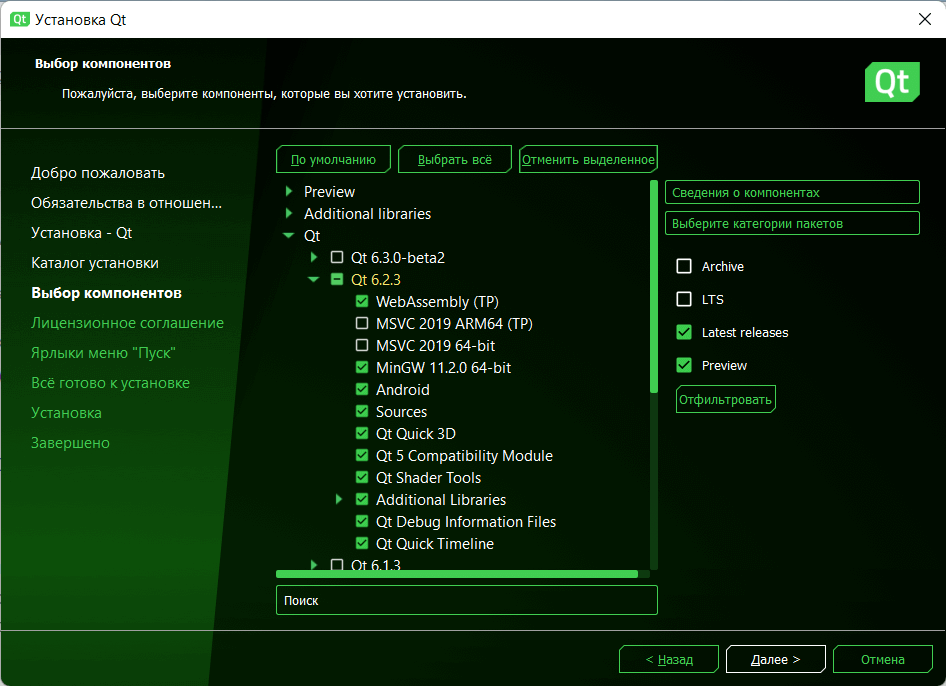 Qt Установка Qt
Выбор компонентов
Пожалуйста, выберите компоненты, которые вы хотите установить.
Qt
Добро пожаловать
Обязательства в отношен...
Установка - Qt
Каталог установки
Выбор компонентов
Лицензионное соглашение
Ярлыки меню "Пуск"
Всё готово к установке
Установка
Завершено
По умолчанию
Выбрать всё
Отменить выделенное
Preview
Additional libraries
Qt
Qt 6.3.0-beta2
Qt 6.2.3
WebAssembly (TP)
MSVC 2019 ARM64 (TP)
MSVC 2019 64-bit
MinGW 11.2.0 64-bit
Android
Sources
Qt Quick 3D
Qt 5 Compatibility Module
Qt Shader Tools
Additional Libraries
Qt Debug Information Files
Qt Quick Timeline
Qt 6.1.3
Поиск
Сведения о компонентах
Выберите категории пакетов
Archive
LTS
Latest releases
Preview
Отфильтровать
< Назад
Далее >
Отмена